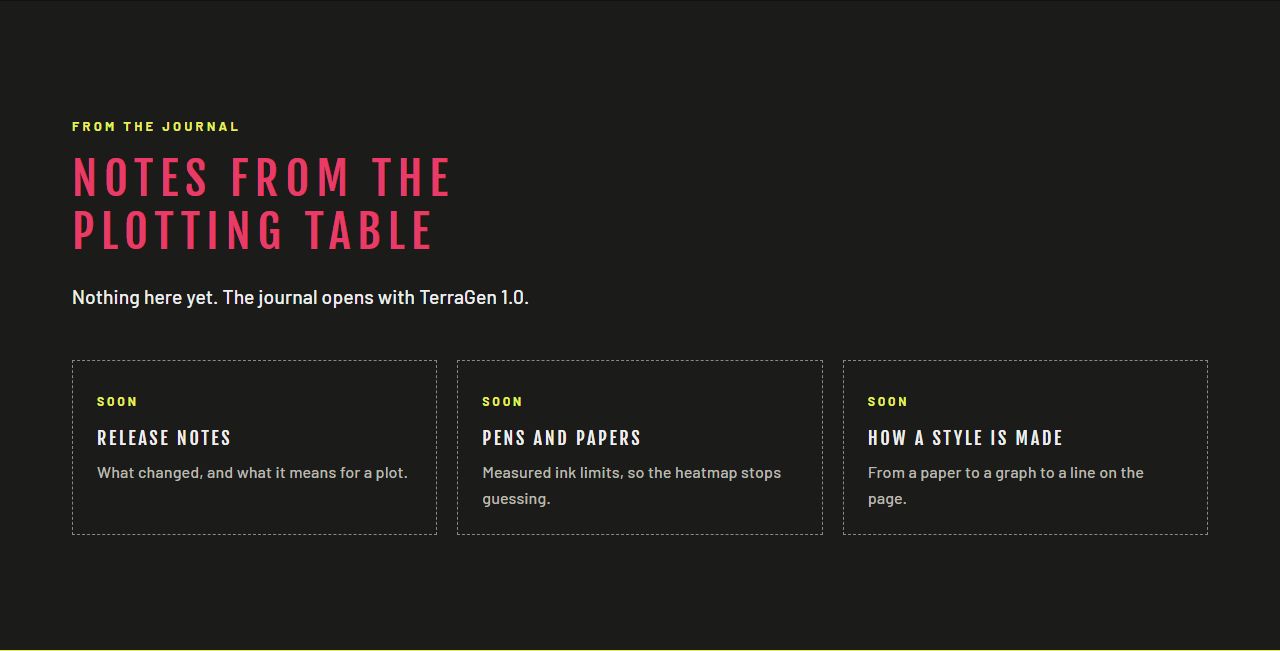 FROM THE JOURNAL
NOTES FROM THE
PLOTTING TABLE
Nothing here yet. The journal opens with TerraGen 1.0.
SOON
RELEASE NOTES
What changed, and what it means for a plot.
SOON
PENS AND PAPERS
Measured ink limits, so the heatmap stops
guessing.
SOON
HOW A STYLE IS MADE
From a paper to a graph to a line on the
page.